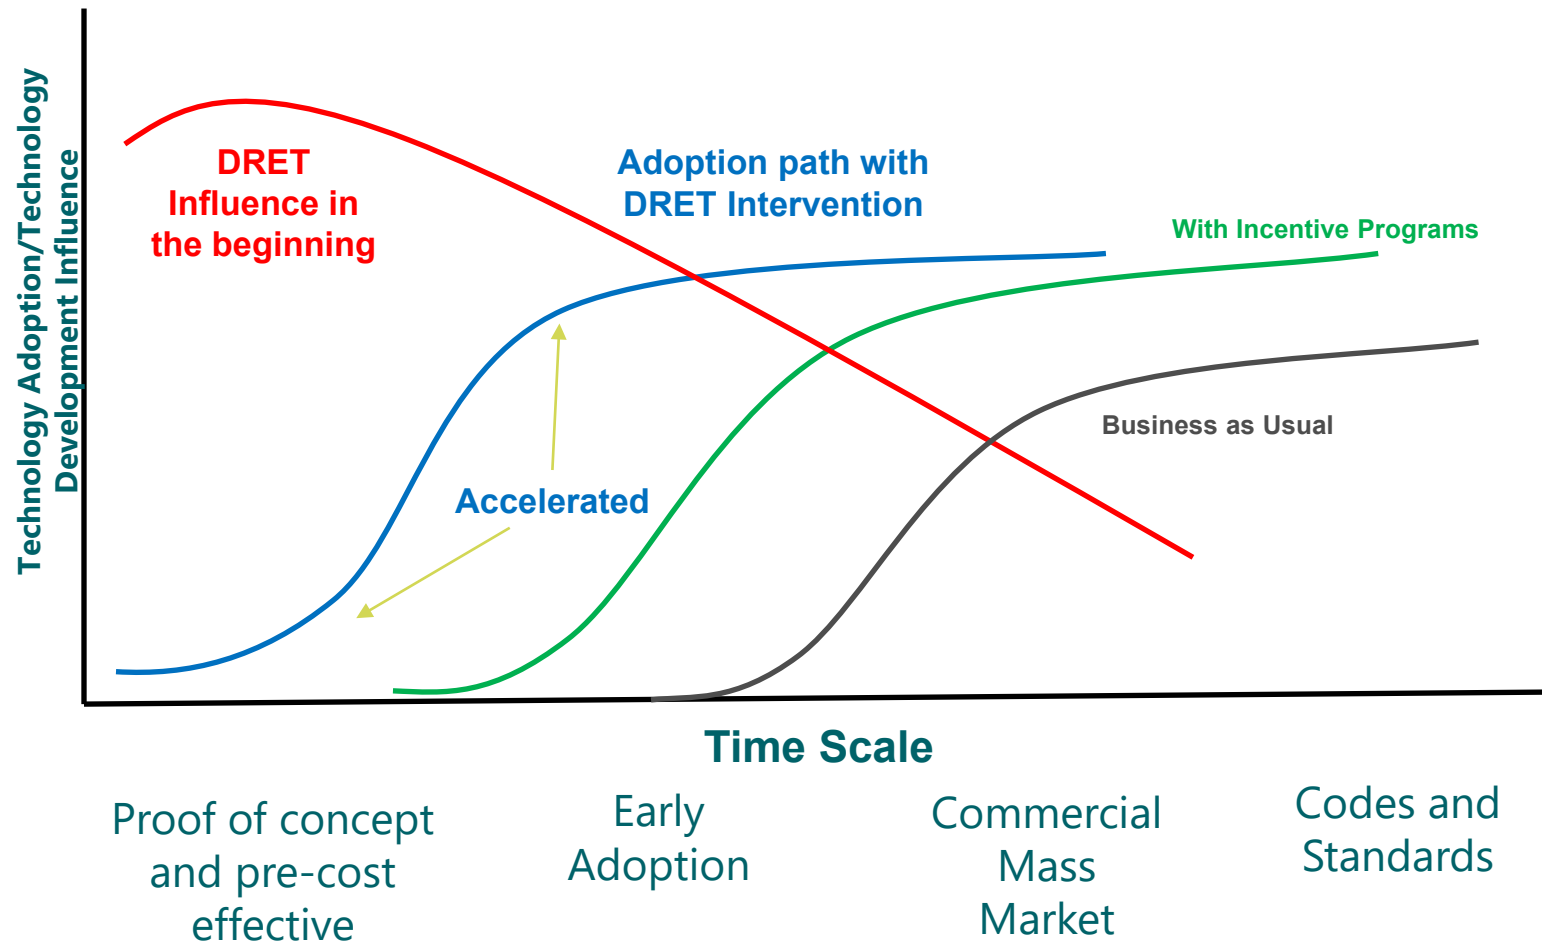 Technology Adoption/Technology
Development Influence
DRET
Influence in
the beginning
Adoption path with
DRET Intervention
With Incentive Programs
Business as Usual
Accelerated
Time Scale
Proof of concept
and pre-cost
effective
Early
Adoption
Commercial
Mass
Market
Codes and
Standards